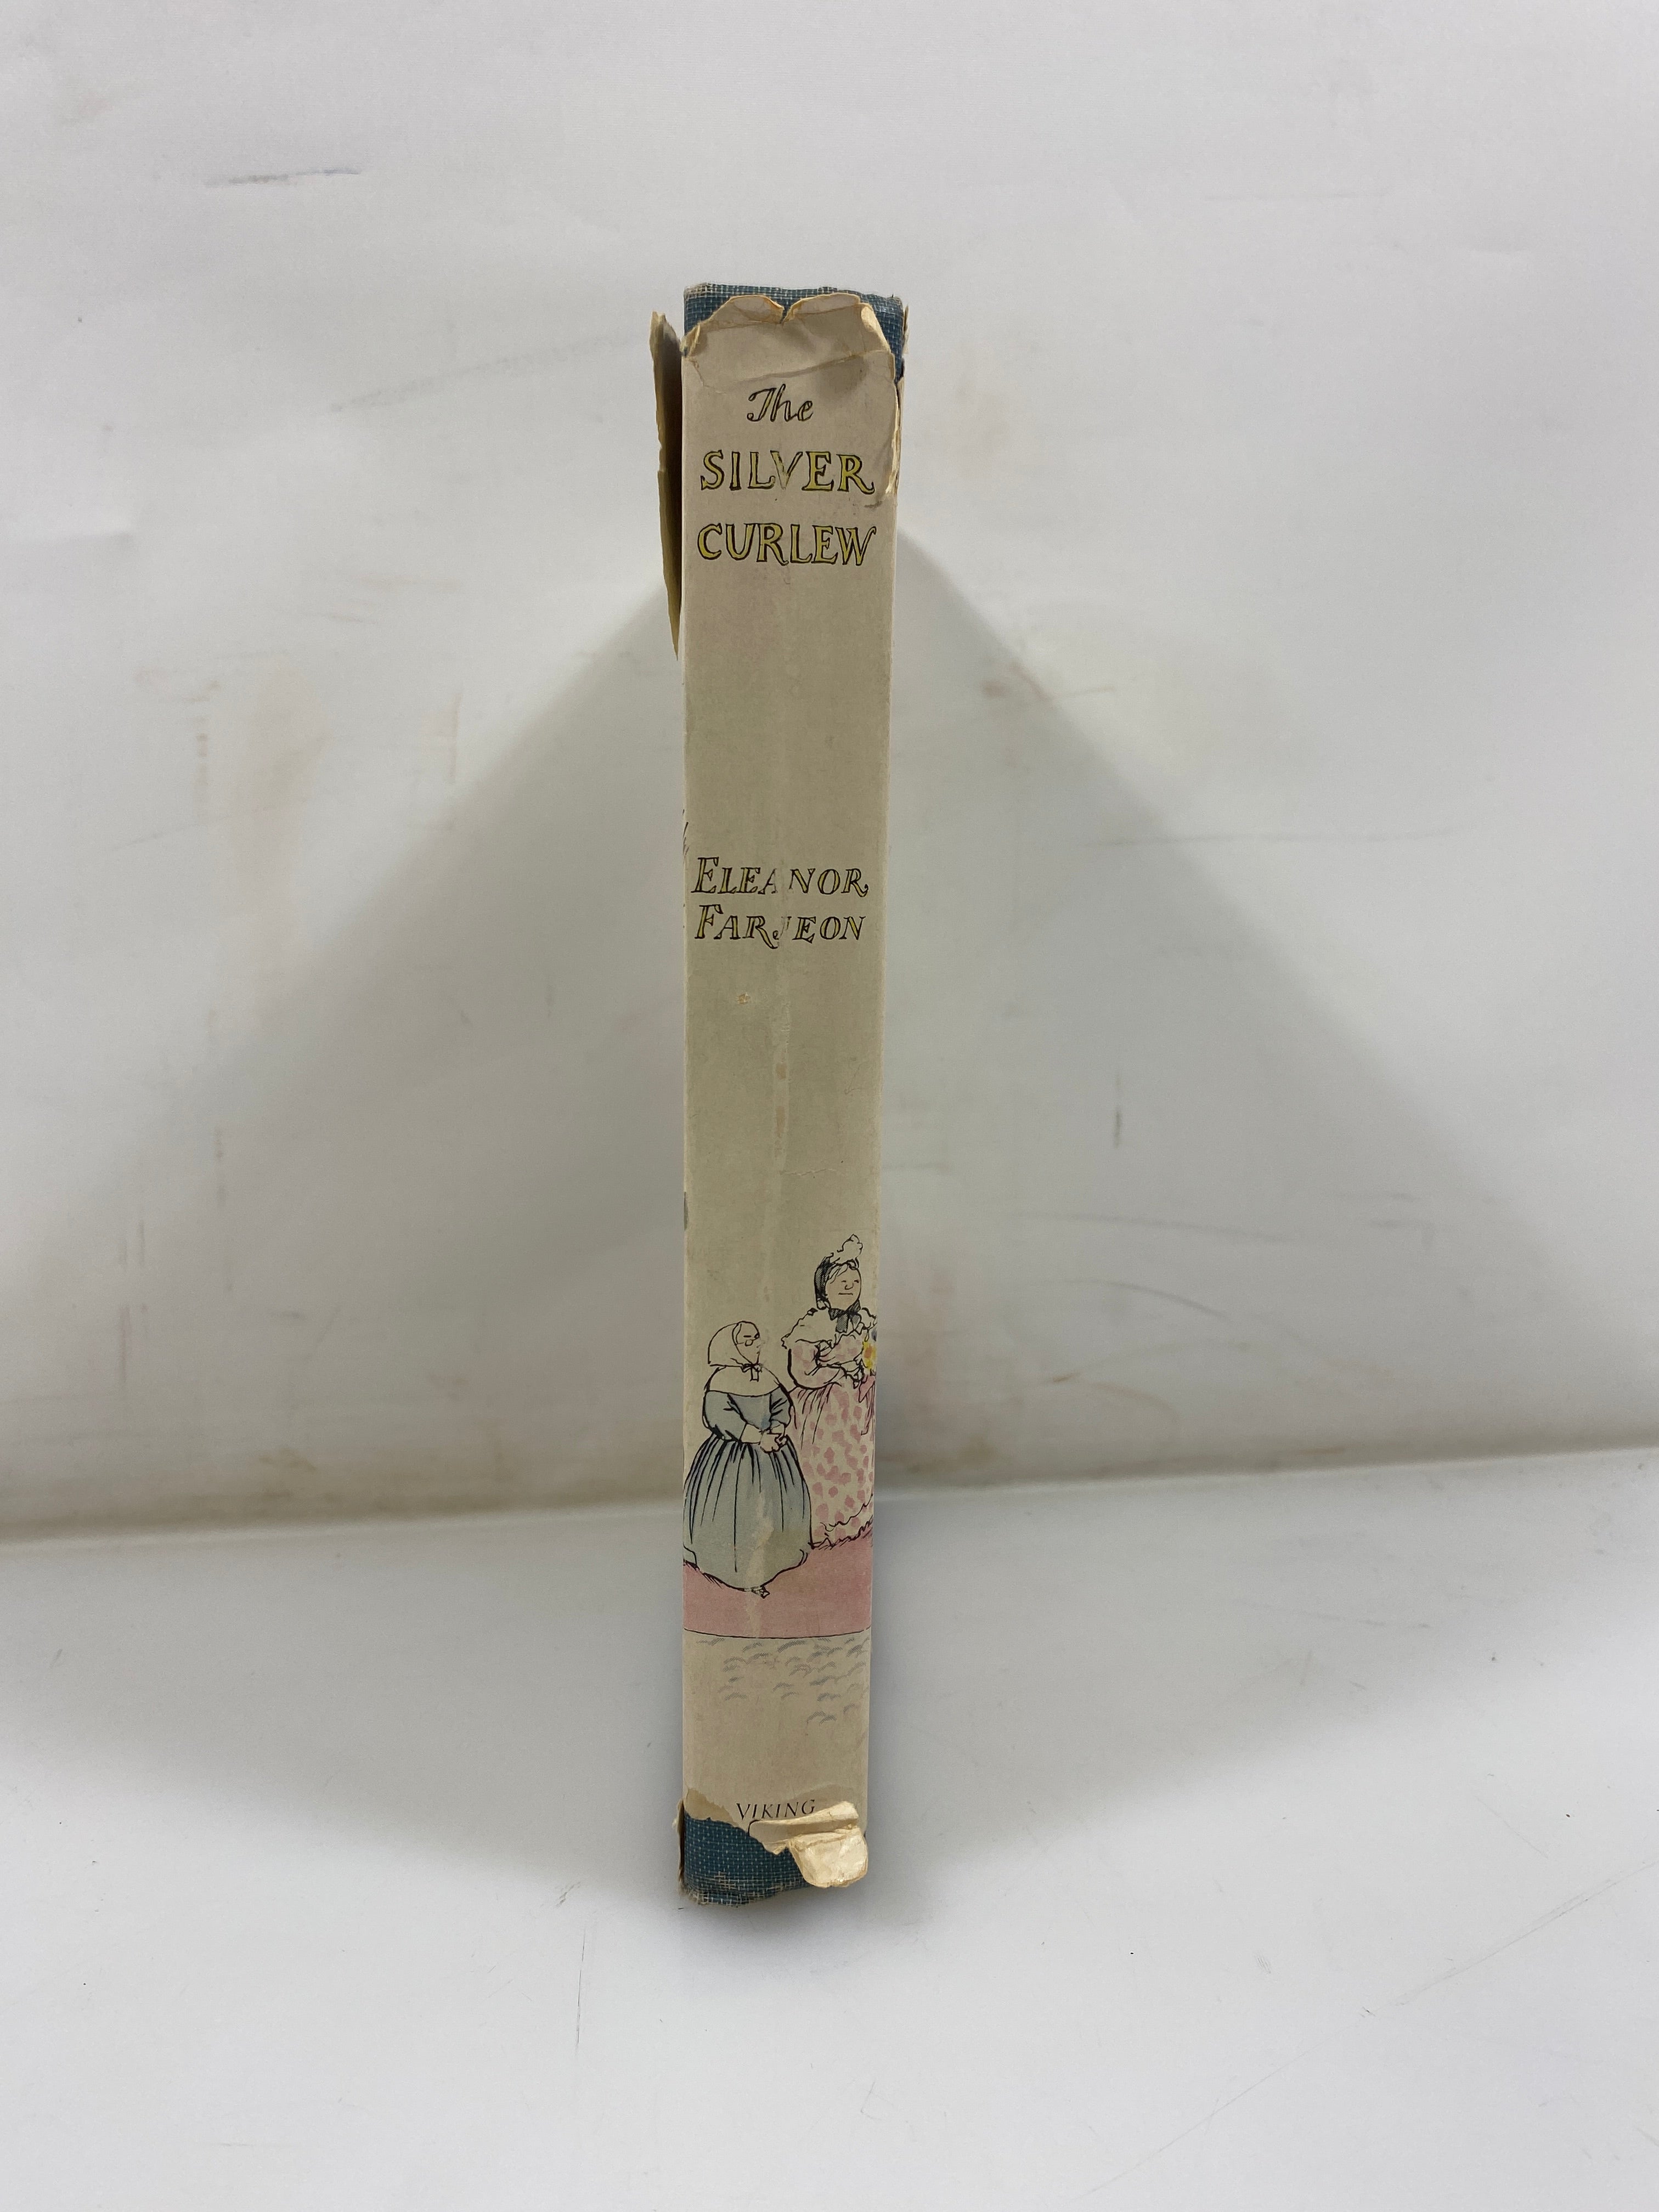 The
SILVER
CURLEW
ELEANOR
FARJEON
VIKING